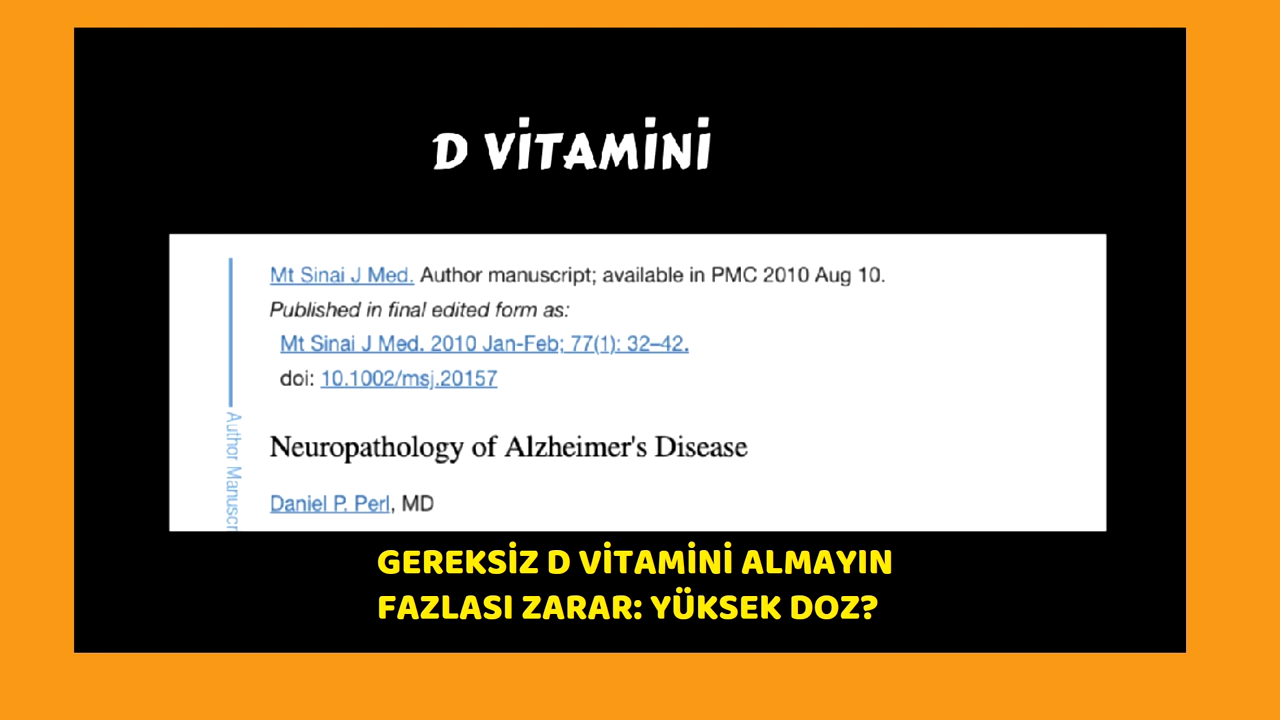 D VİTAMİNİ
Mt Sinai J Med. Author manuscript; available in PMC 2010 Aug 10.
Published in final edited form as:
Mt Sinai J Med. 2010 Jan-Feb; 77(1): 32–42.
doi: 10.1002/msj.20157
Author Manuscr
Neuropathology of Alzheimer's Disease
Daniel P. Perl, MD
GEREKSİZ D VİTAMİNİ ALMAYIN
FAZLASI ZARAR: YÜKSEK DOZ?